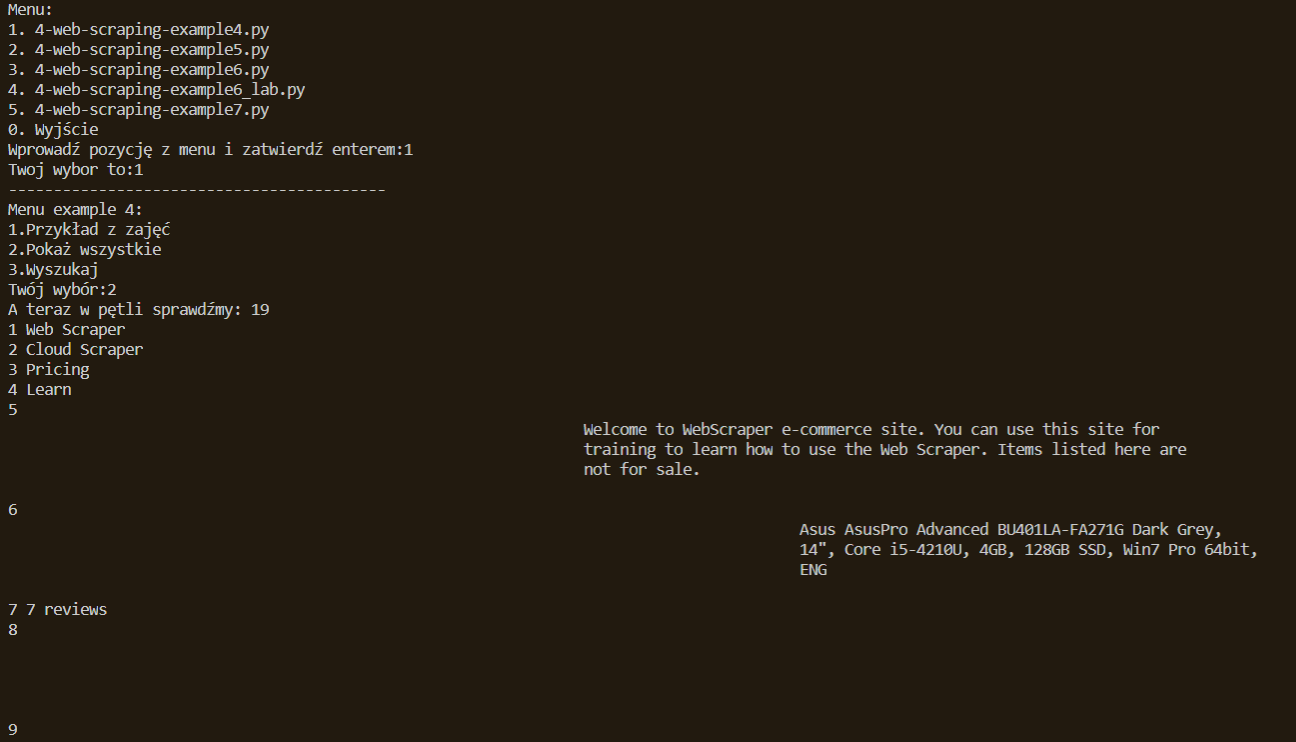 Menu:
1. 4-web-scraping-example4.py
2. 4-web-scraping-example5.py
3. 4-web-scraping-example6.py
4. 4-web-scraping-example6_lab.py
5. 4-web-scraping-example7.py
0. Wyjście
Wprowadź pozycję z menu i zatwierdź enterem:1
Twoj wybor to:1
------------------------------------------
Menu example 4:
1.Przykład z zajęć
2.Pokaż wszystkie
3.Wyszukaj
Twój wybór:2
A teraz w pętli sprawdźmy: 19
1 Web Scraper
2 Cloud Scraper
3 Pricing
4 Learn
5
Welcome to WebScraper e-commerce site. You can use this site for
training to learn how to use the Web Scraper. Items listed here are
not for sale.
6
Asus AsusPro Advanced BU401LA-FA271G Dark Grey,
14", Core i5-4210U, 4GB, 128GB SSD, Win7 Pro 64bit,
ENG
7 7 reviews
8
9